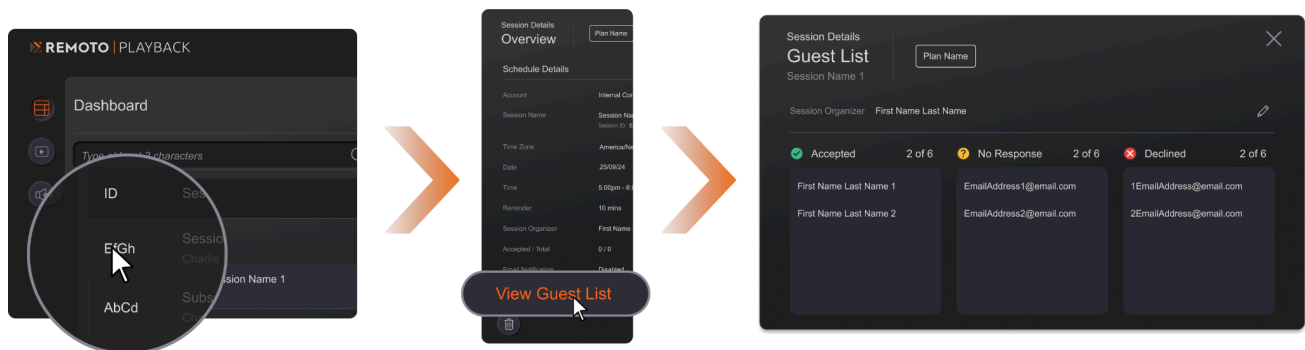 REMOTO | PLAYBACK
Dashboard
Type at least 3 characters
ID
EfGh
Charlie
Session Name 1
AbCd
Session Details
Overview
Plan Name
Schedule Details
Account Internal
Session Name Session
Session ID:
Time Zone
Date 25/09/24
Time 5:00pm -
Reminder 10 mins
Session Organizer First Name
Accepted / Total 0 / 0
Email Notification Disabled
View Guest List
Session Details
Guest List
Plan Name
Session Name 1
Session Organizer First Name Last Name
Accepted 2 of 6
No Response 2 of 6
Declined 2 of 6
First Name Last Name 1
EmailAddress1@email.com
1EmailAddress@email.com
First Name Last Name 2
EmailAddress2@email.com
2EmailAddress@email.com